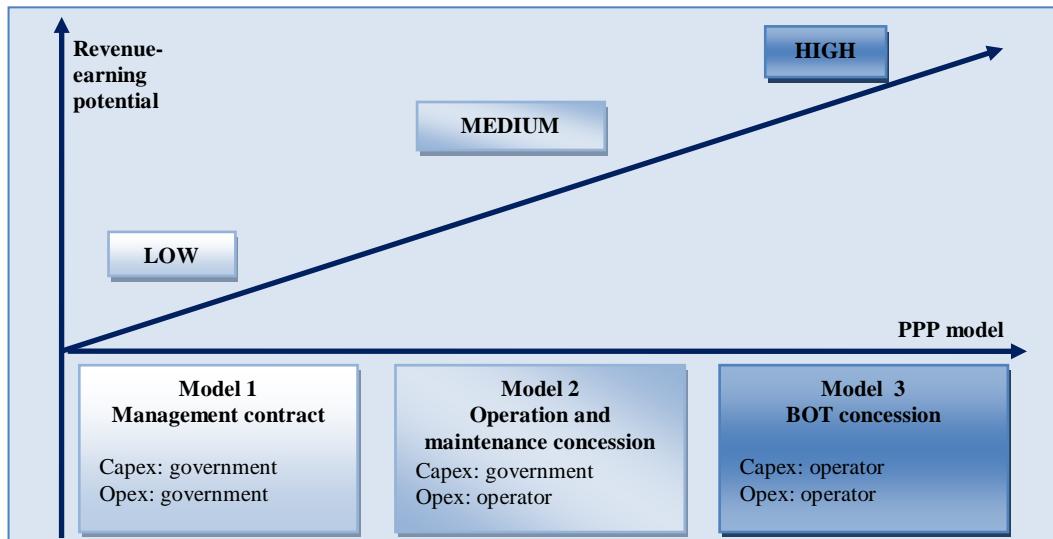 Revenue-
earning
potential
HIGH
MEDIUM
LOW
PPP model
Model 1
Management contract
Capex: government
Opex: government
Model 2
Operation and
maintenance concession
Capex: government
Opex: operator
Model 3
BOT concession
Capex: operator
Opex: operator